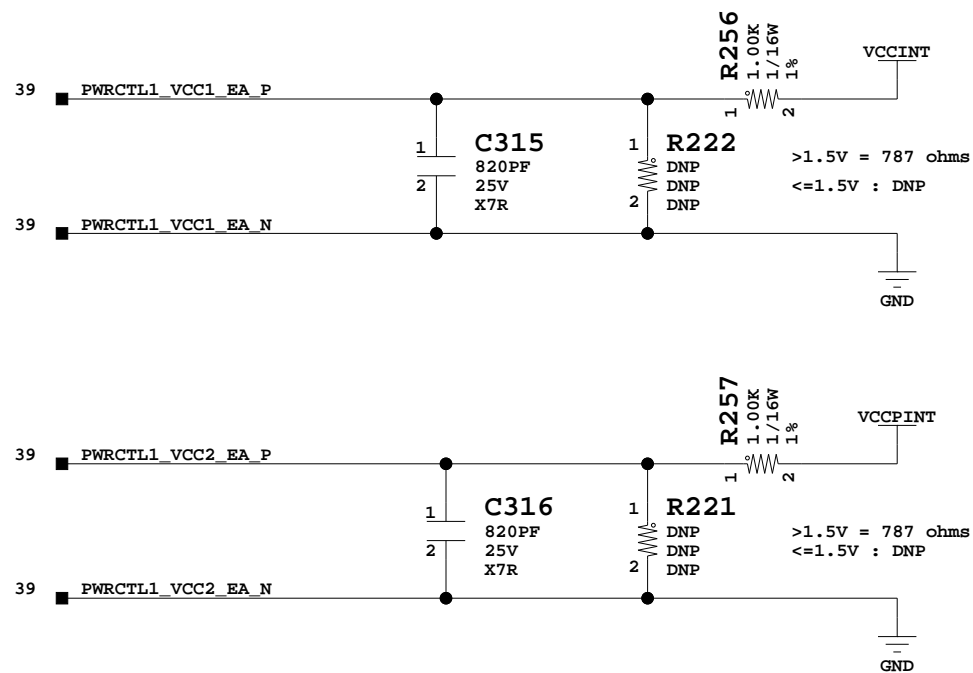 R256
1.00K
1/16W
1%
VCCINT
39
PWRCTL1_VCC1_EA_P
1
2
1
C315
820PF
25V
X7R
2
1
R222
DNP
DNP
DNP
2
>1.5V = 787 ohms
<=1.5V : DNP
39
PWRCTL1_VCC1_EA_N
GND
R257
1.00K
1/16W
1%
VCCPINT
39
PWRCTL1_VCC2_EA_P
1
2
1
C316
820PF
25V
X7R
2
1
R221
DNP
DNP
DNP
2
>1.5V = 787 ohms
<=1.5V : DNP
39
PWRCTL1_VCC2_EA_N
GND